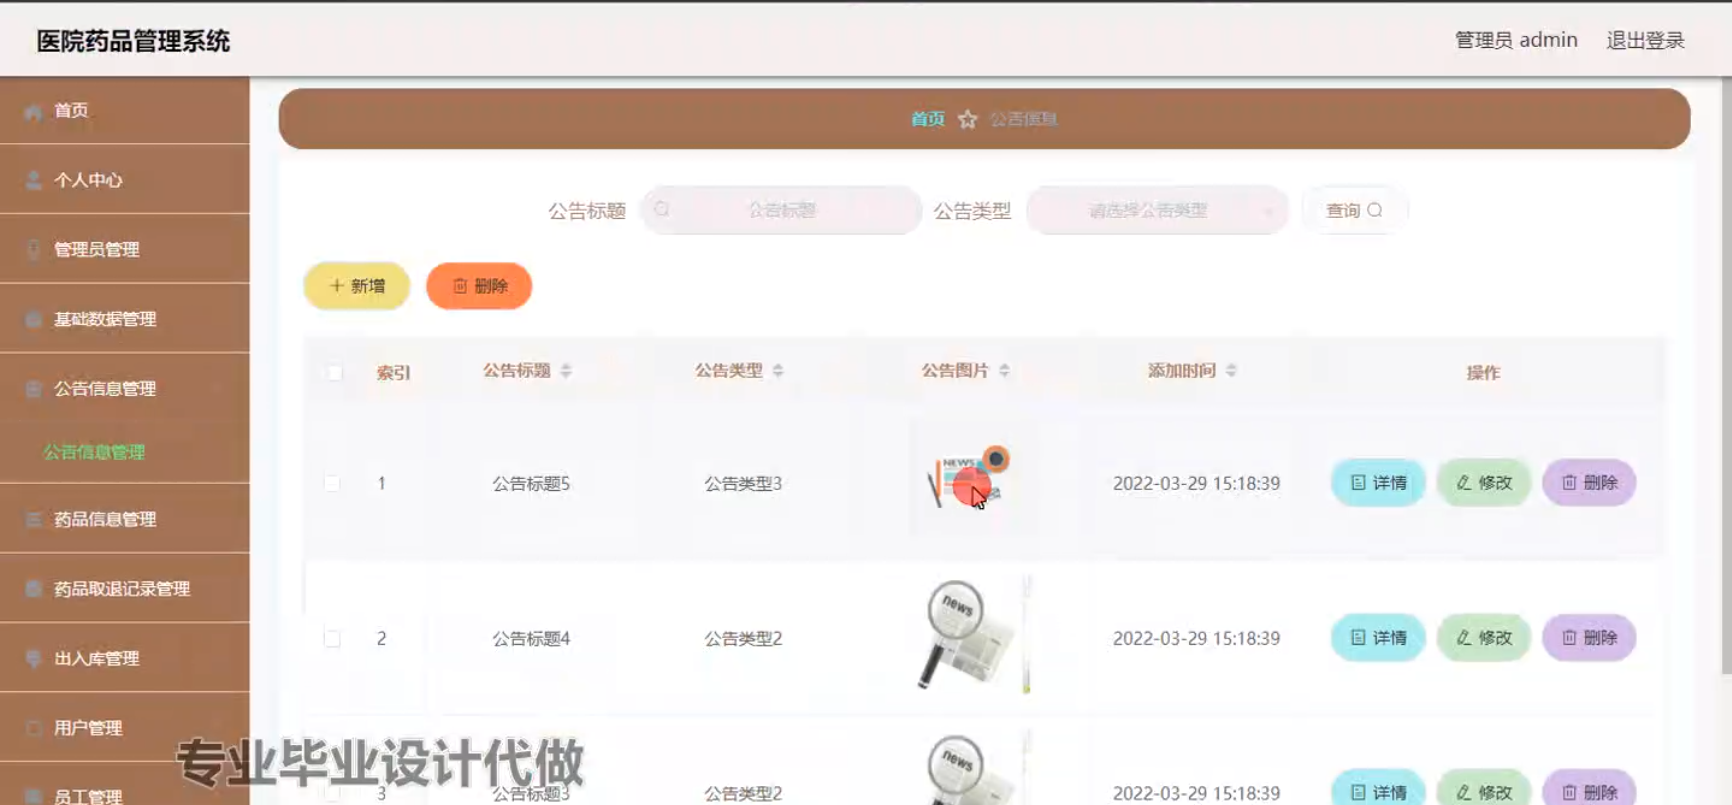 医院药品管理系统
管理员 admin 退出登录
首页
个人中心
管理员管理
基础数据管理
公告信息管理
公告信息管理
药品信息管理
药品取退记录管理
出入库管理
用户管理
员工管理
首页 公告信息
公告标题 公告标题 公告类型 请选择公告类型 查询
新增 删除
索引 公告标题 公告类型 公告图片 添加时间 操作
1 公告标题5 公告类型3 NEWS 2022-03-29 15:18:39 详情 修改 删除
2 公告标题4 公告类型2 news 2022-03-29 15:18:39 详情 修改 删除
3 公告标题3 公告类型2 news 2022-03-29 15:18:39 详情 修改 删除
专业毕业设计代做